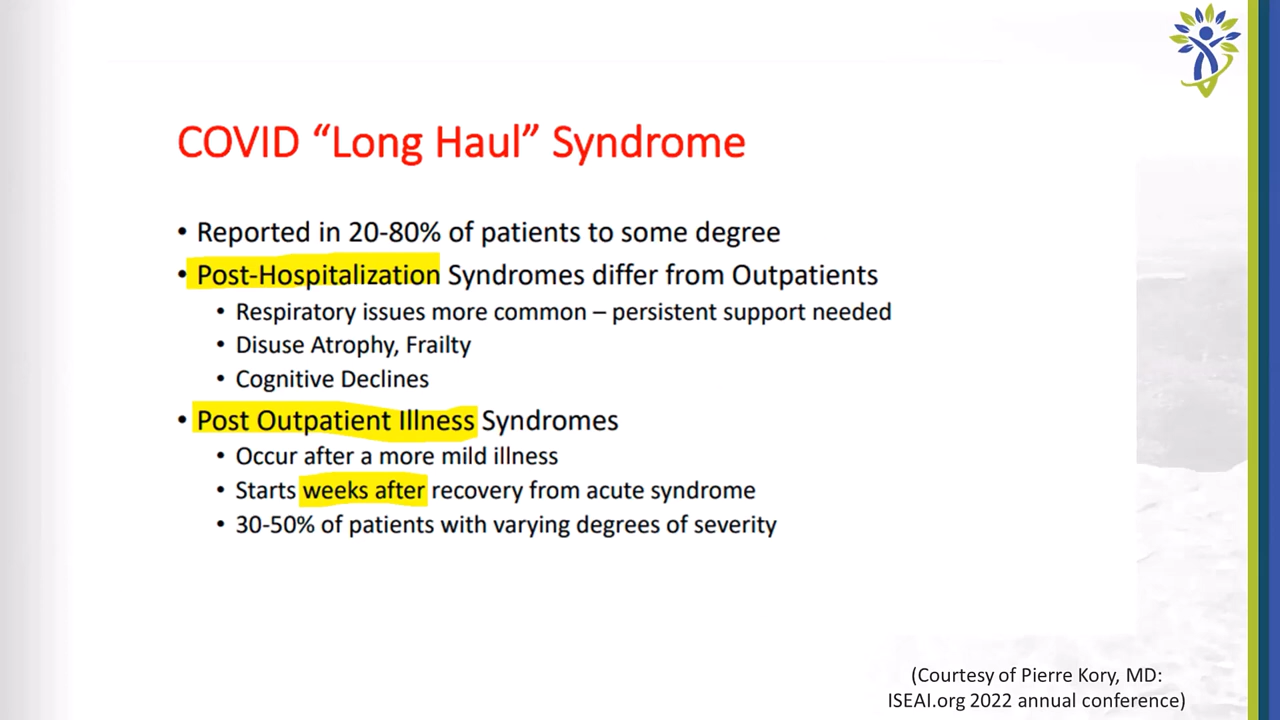 COVID “Long Haul” Syndrome
• Reported in 20-80% of patients to some degree
• Post-Hospitalization Syndromes differ from Outpatients
• Respiratory issues more common – persistent support needed
• Disuse Atrophy, Frailty
• Cognitive Declines
• Post Outpatient Illness Syndromes
• Occur after a more mild illness
• Starts weeks after recovery from acute syndrome
• 30-50% of patients with varying degrees of severity
(Courtesy of Pierre Kory, MD:
ISEAI.org 2022 annual conference)